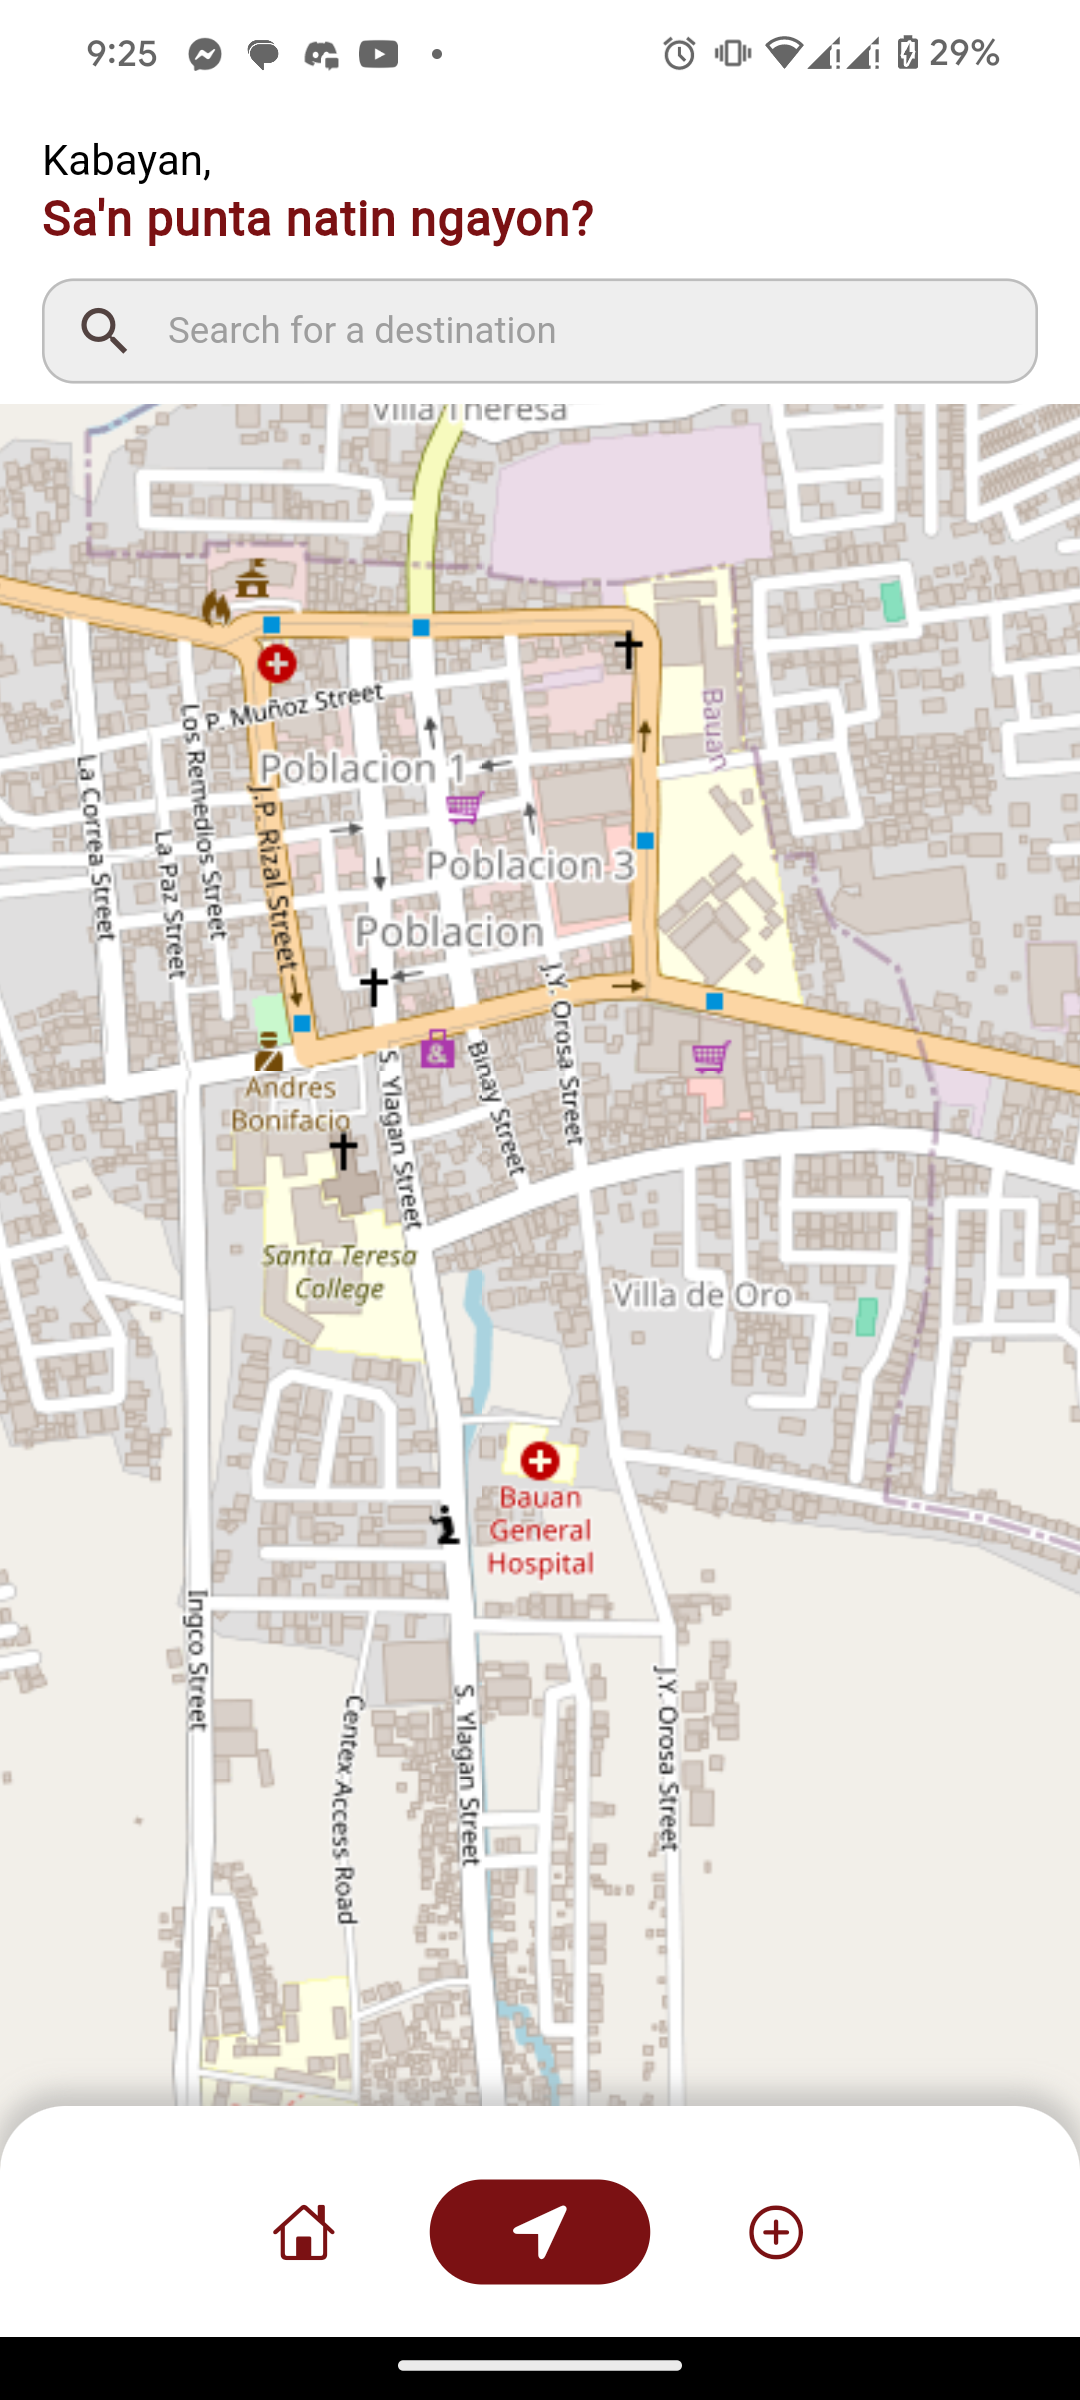 9:25
29%
Kabayan,
Sa'n punta natin ngayon?
Search for a destination
Villa Theresa
P. Muñoz Street
Los Remedios Street
Bauan
La Correa Street
Poblacion 1
J.P. Rizal Street
La Paz Street
Poblacion 3
Poblacion
J.Y. Orosa Street
&
Binay Street
S. Ylagan Street
Andres
Bonifacio
Santa Teresa
College
Villa de Oro
Bauan
General
Hospital
Ingco Street
Centex Access Road
S. Ylagan Street
J.Y. Orosa Street